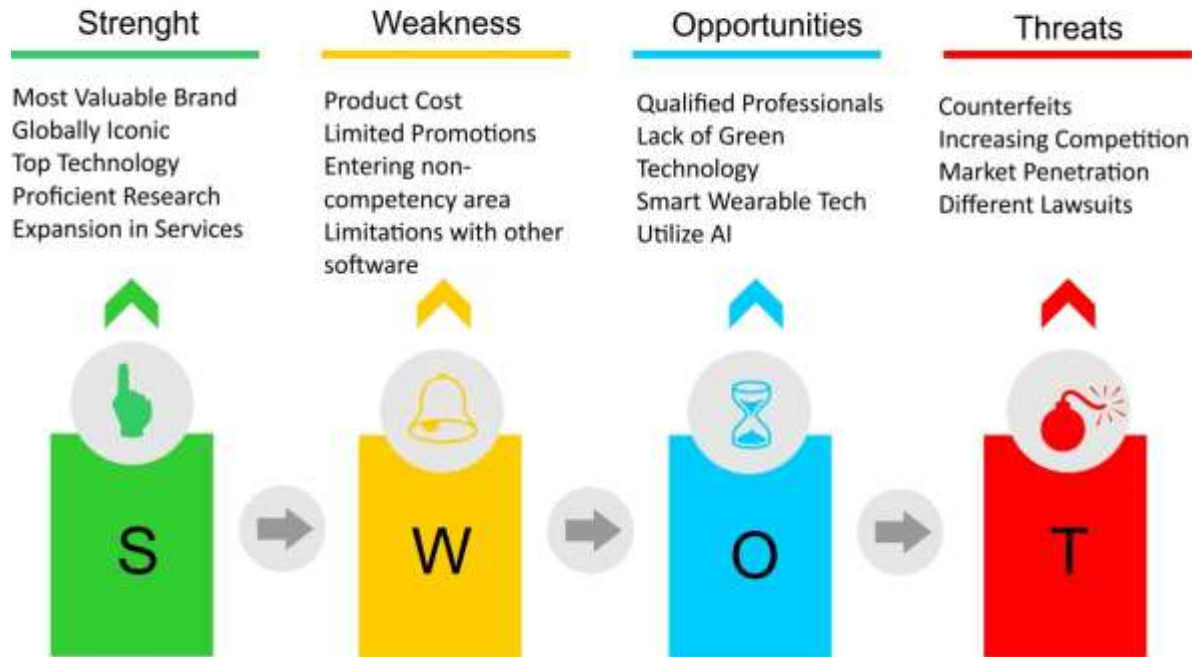 Strenght
Most Valuable Brand
Globally Iconic
Top Technology
Proficient Research
Expansion in Services
Weakness
Product Cost
Limited Promotions
Entering non-
competency area
Limitations with other
software
Opportunities
Qualified Professionals
Lack of Green
Technology
Smart Wearable Tech
Utilize AI
Threats
Counterfeits
Increasing Competition
Market Penetration
Different Lawsuits
S
W
O
T